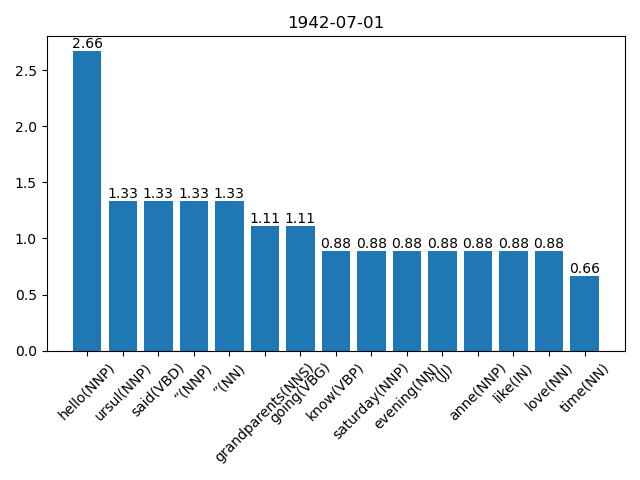 1942-07-01
2.66
1.33 1.33 1.33 1.33
1.11 1.11
0.88 0.88 0.88 0.88 0.88 0.88 0.88
0.66
2.5
2.0
1.5
1.0
0.5
0.0
hello(NNP)
ursul(NNP)
said(VBD)
“(NNP)
“(NN)
grandparents(NNS)
going(VBG)
know(VBP)
saturday(NNP)
evening(NN)
(JJ)
anne(NNP)
like(IN)
love(NN)
time(NN)